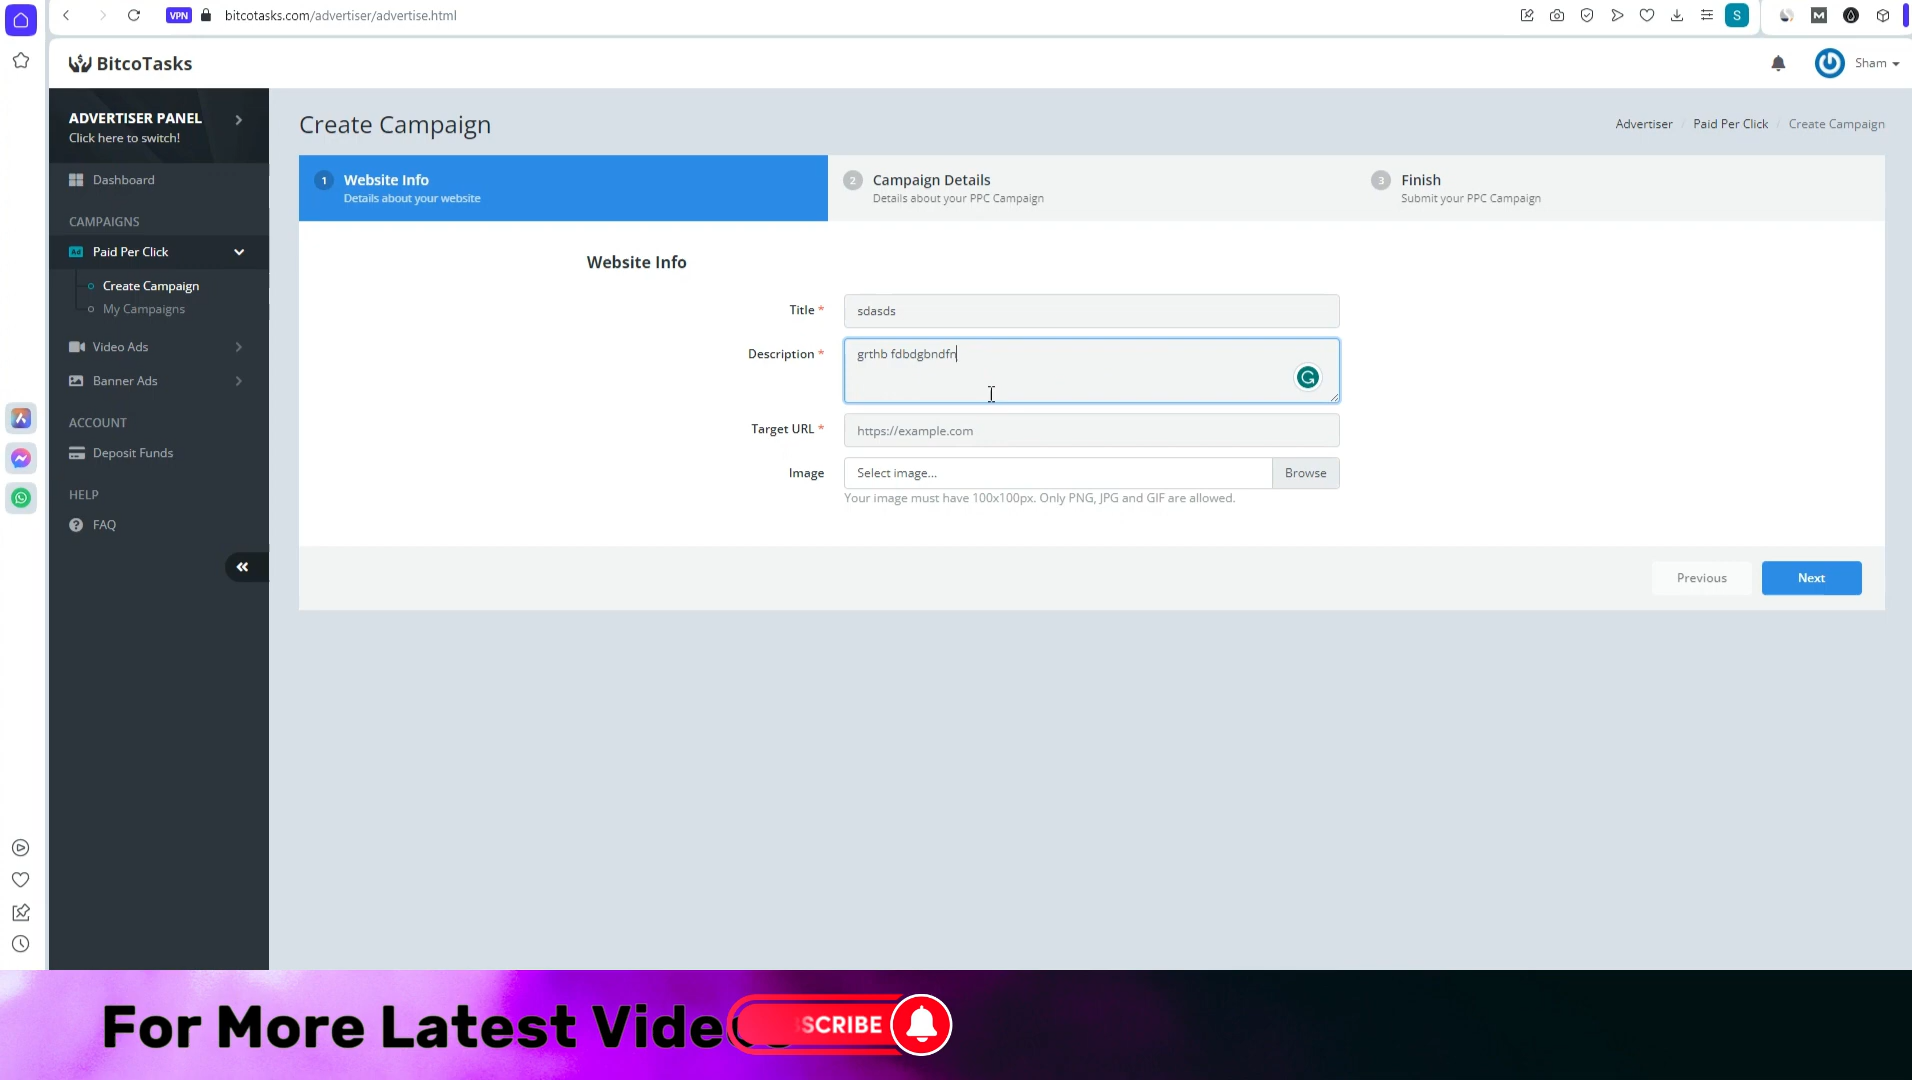 VPN
bitcotasks.com/advertiser/advertise.html
S
M
BitcoTasks
Sham
ADVERTISER PANEL
Click here to switch!
Dashboard
CAMPAIGNS
Ad
Paid Per Click
Create Campaign
My Campaigns
Video Ads
Banner Ads
ACCOUNT
Deposit Funds
HELP
FAQ
Create Campaign
Advertiser / Paid Per Click / Create Campaign
1 Website Info
Details about your website
2 Campaign Details
Details about your PPC Campaign
3 Finish
Submit your PPC Campaign
Website Info
Title *
sdasds
Description *
grthb fdbdgbndfn
Target URL *
https://example.com
Image
Select image...
Browse
Your image must have 100x100px. Only PNG, JPG and GIF are allowed.
Previous
Next
For More Latest Vide
SCRIBE